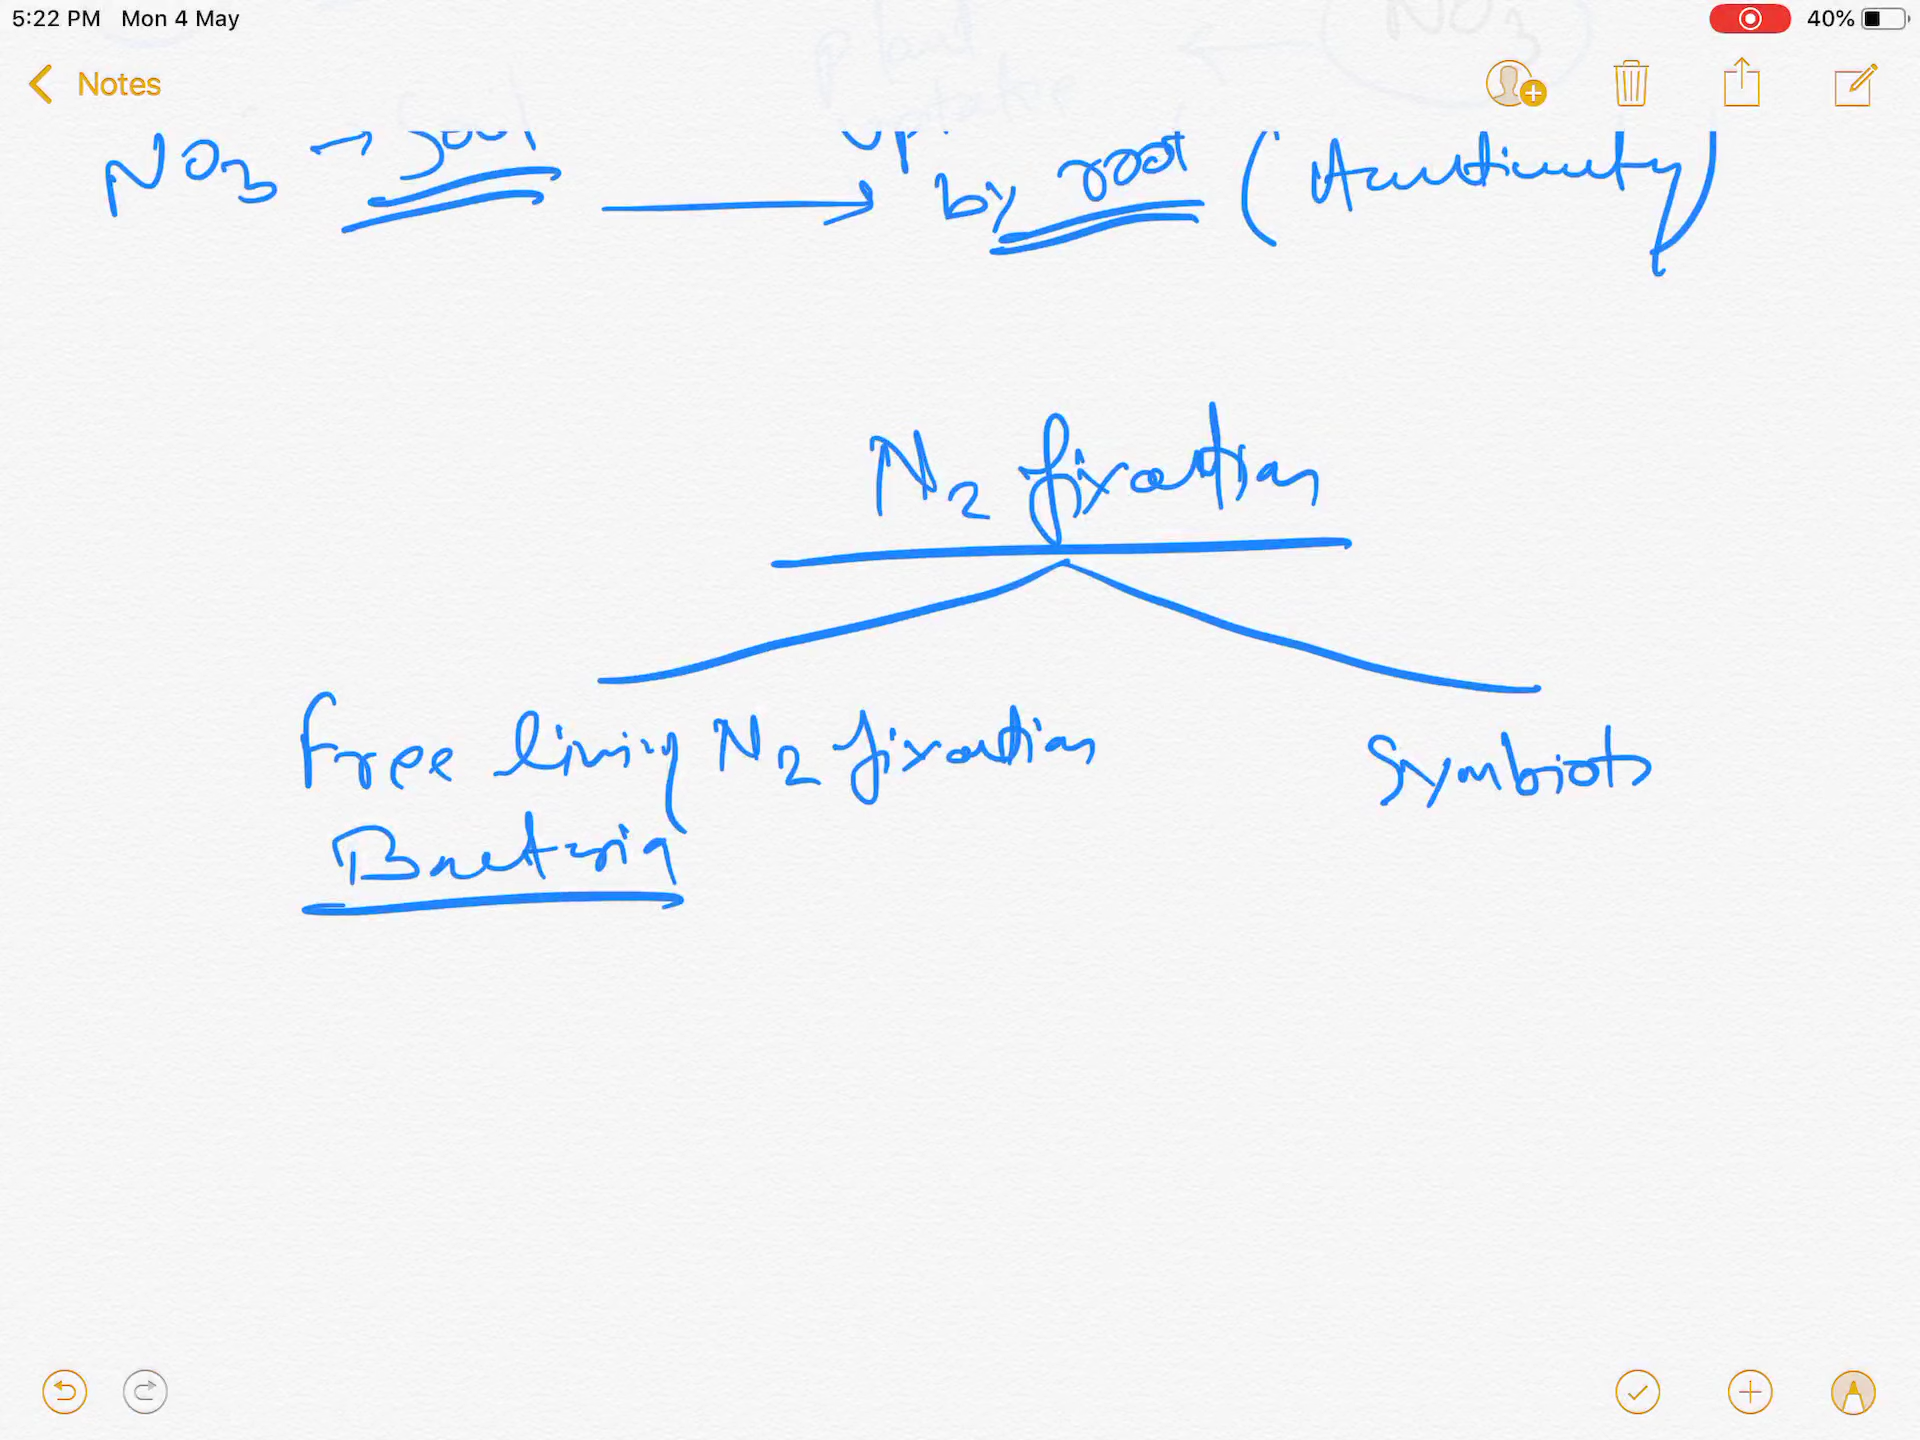 5:22 PM Mon 4 May 40%
Notes
NO3 → soil → by root (
N2 fixation
Free living N2 fixation Symbiots
Bacteria